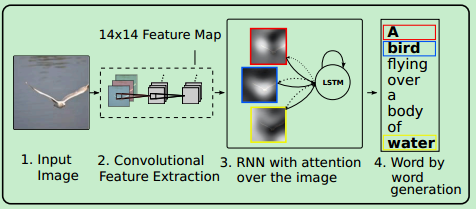 14x14 Feature Map
LSTM
A
bird
flying
over
a
body
of
water
1. Input
Image
2. Convolutional
Feature Extraction
3. RNN with attention
over the image
4. Word by
word
generation